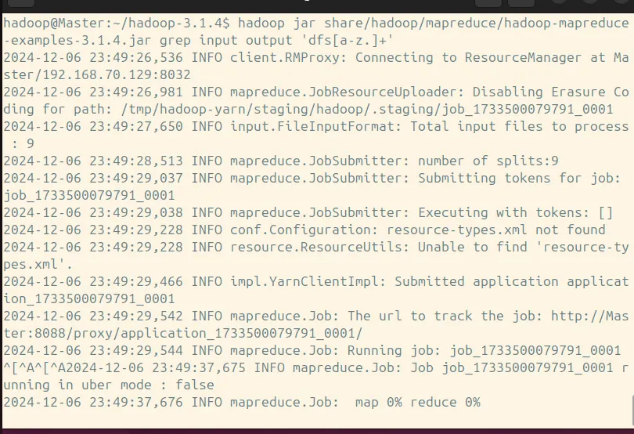 hadoop@Master:~/hadoop-3.1.4$ hadoop jar share/hadoop/mapreduce/hadoop-mapreduce
-examples-3.1.4.jar grep input output 'dfs[a-z.]+'
2024-12-06 23:49:26,536 INFO client.RMProxy: Connecting to ResourceManager at Ma
ster/192.168.70.129:8032
2024-12-06 23:49:26,981 INFO mapreduce.JobResourceUploader: Disabling Erasure Co
ding for path: /tmp/hadoop-yarn/staging/hadoop/.staging/job_1733500079791_0001
2024-12-06 23:49:27,650 INFO input.FileInputFormat: Total input files to process
 : 9
2024-12-06 23:49:28,513 INFO mapreduce.JobSubmitter: number of splits:9
2024-12-06 23:49:29,037 INFO mapreduce.JobSubmitter: Submitting tokens for job:
job_1733500079791_0001
2024-12-06 23:49:29,038 INFO mapreduce.JobSubmitter: Executing with tokens: []
2024-12-06 23:49:29,228 INFO conf.Configuration: resource-types.xml not found
2024-12-06 23:49:29,228 INFO resource.ResourceUtils: Unable to find 'resource-ty
pes.xml'.
2024-12-06 23:49:29,466 INFO impl.YarnClientImpl: Submitted application applicat
ion_1733500079791_0001
2024-12-06 23:49:29,542 INFO mapreduce.Job: The url to track the job: http://Mas
ter:8088/proxy/application_1733500079791_0001/
2024-12-06 23:49:29,544 INFO mapreduce.Job: Running job: job_1733500079791_0001
^[^A^[^A2024-12-06 23:49:37,675 INFO mapreduce.Job: Job job_1733500079791_0001 r
unning in uber mode : false
2024-12-06 23:49:37,676 INFO mapreduce.Job:  map 0% reduce 0%